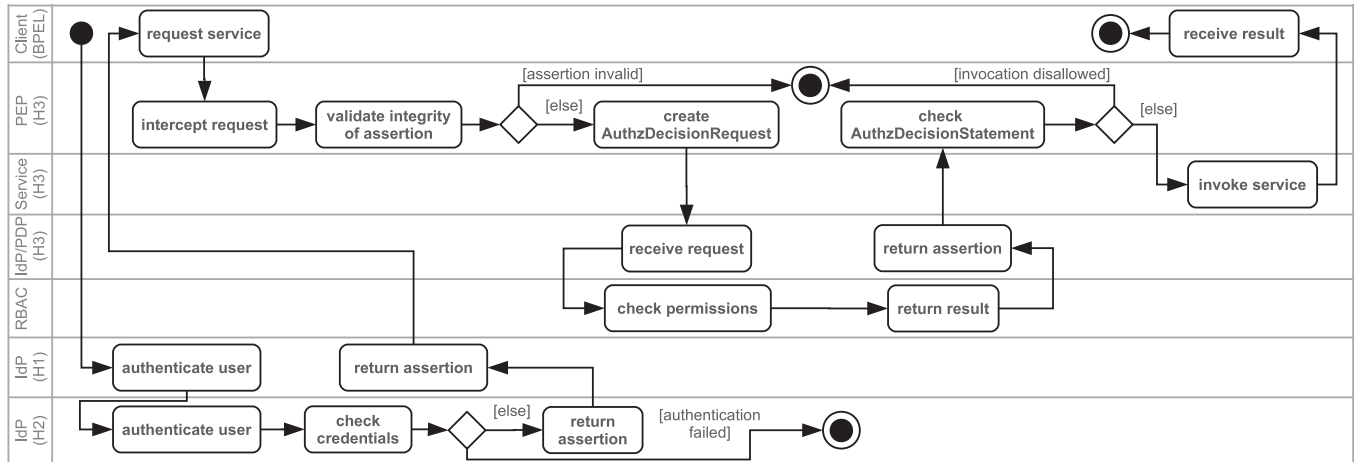 Client
(BPEL)
request service
receive result
PEP
(H3)
[assertion invalid]
[invocation disallowed]
intercept request
validate integrity
of assertion
[else]
create
AuthzDecisionRequest
check
AuthzDecisionStatement
[else]
Service
(H3)
invoke service
IdP/PDP
(H3)
receive request
return assertion
RBAC
check permissions
return result
IdP
(H1)
authenticate user
return assertion
IdP
(H2)
authenticate user
check
credentials
[else]
return
assertion
[authentication
failed]